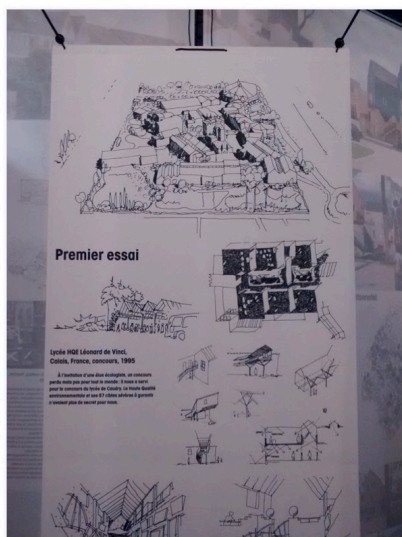 Premier essai
Lycée HQE Léonard de Vinci,
Calais, France, concours, 1995
À l'invitation d'une élue écologiste, un concours
perdu mais pas pour tout le monde : il nous a servi
pour le concours du lycée de Caudry. La Haute Qualité
environnementale et ses 67 cibles sévères à garantir
n'avaient plus de secret pour nous.